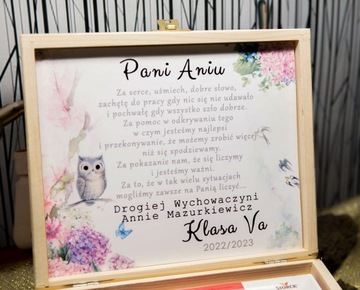 Pani Aniu
Za serce, uśmiech, dobre słowo,
zachętę do pracy gdy nic się nie udawało
i pochwałę gdy wszystko szło dobrze.
Za pomoc w odkrywaniu tego
w czym jesteśmy najlepsi
i przekonywanie, że możemy zrobić więcej
niż się spodziewamy.
Za pokazanie nam, że się liczymy
i jesteśmy ważni.
Za to, że w tak wielu sytuacjach
mogliśmy zawsze na Panią liczyć...
Drogiej Wychowaczyni
Annie Mazurkiewicz
Klasa Va
2022/2023